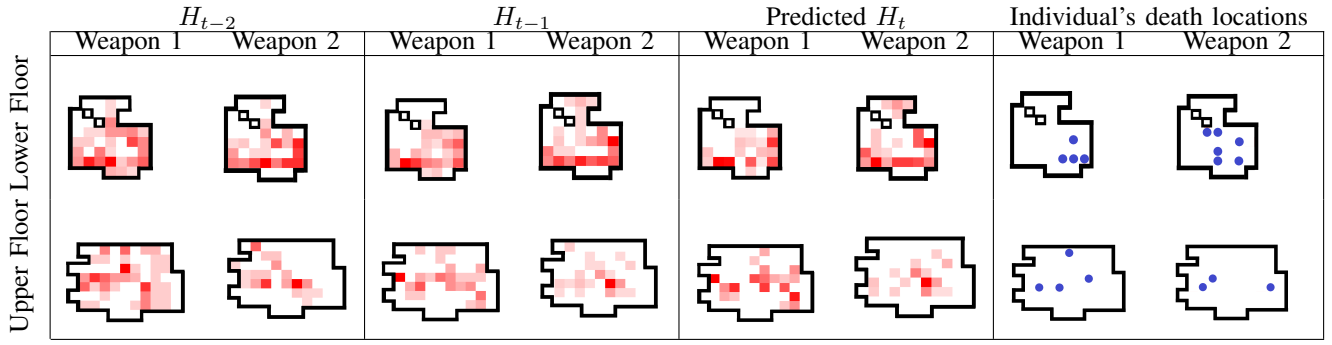 H_{t−2} H_{t−1} Predicted H_t Individual's death locations
Weapon 1 Weapon 2 Weapon 1 Weapon 2 Weapon 1 Weapon 2 Weapon 1 Weapon 2
Lower Floor
Upper Floor